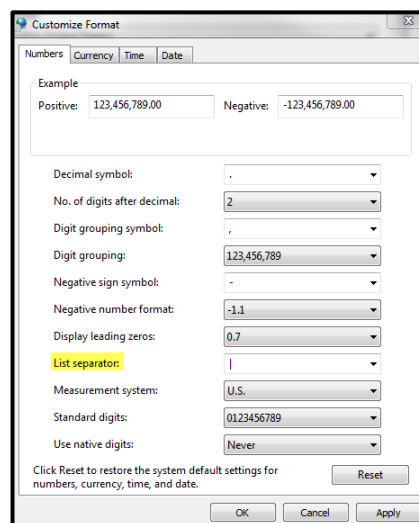 Customize Format
Numbers Currency Time Date
Example
Positive: 123,456,789.00 Negative: -123,456,789.00
Decimal symbol: .
No. of digits after decimal: 2
Digit grouping symbol: ,
Digit grouping: 123,456,789
Negative sign symbol: -
Negative number format: -1.1
Display leading zeros: 0.7
List separator: |
Measurement system: U.S.
Standard digits: 0123456789
Use native digits: Never
Click Reset to restore the system default settings for
numbers, currency, time, and date.
Reset
OK Cancel Apply